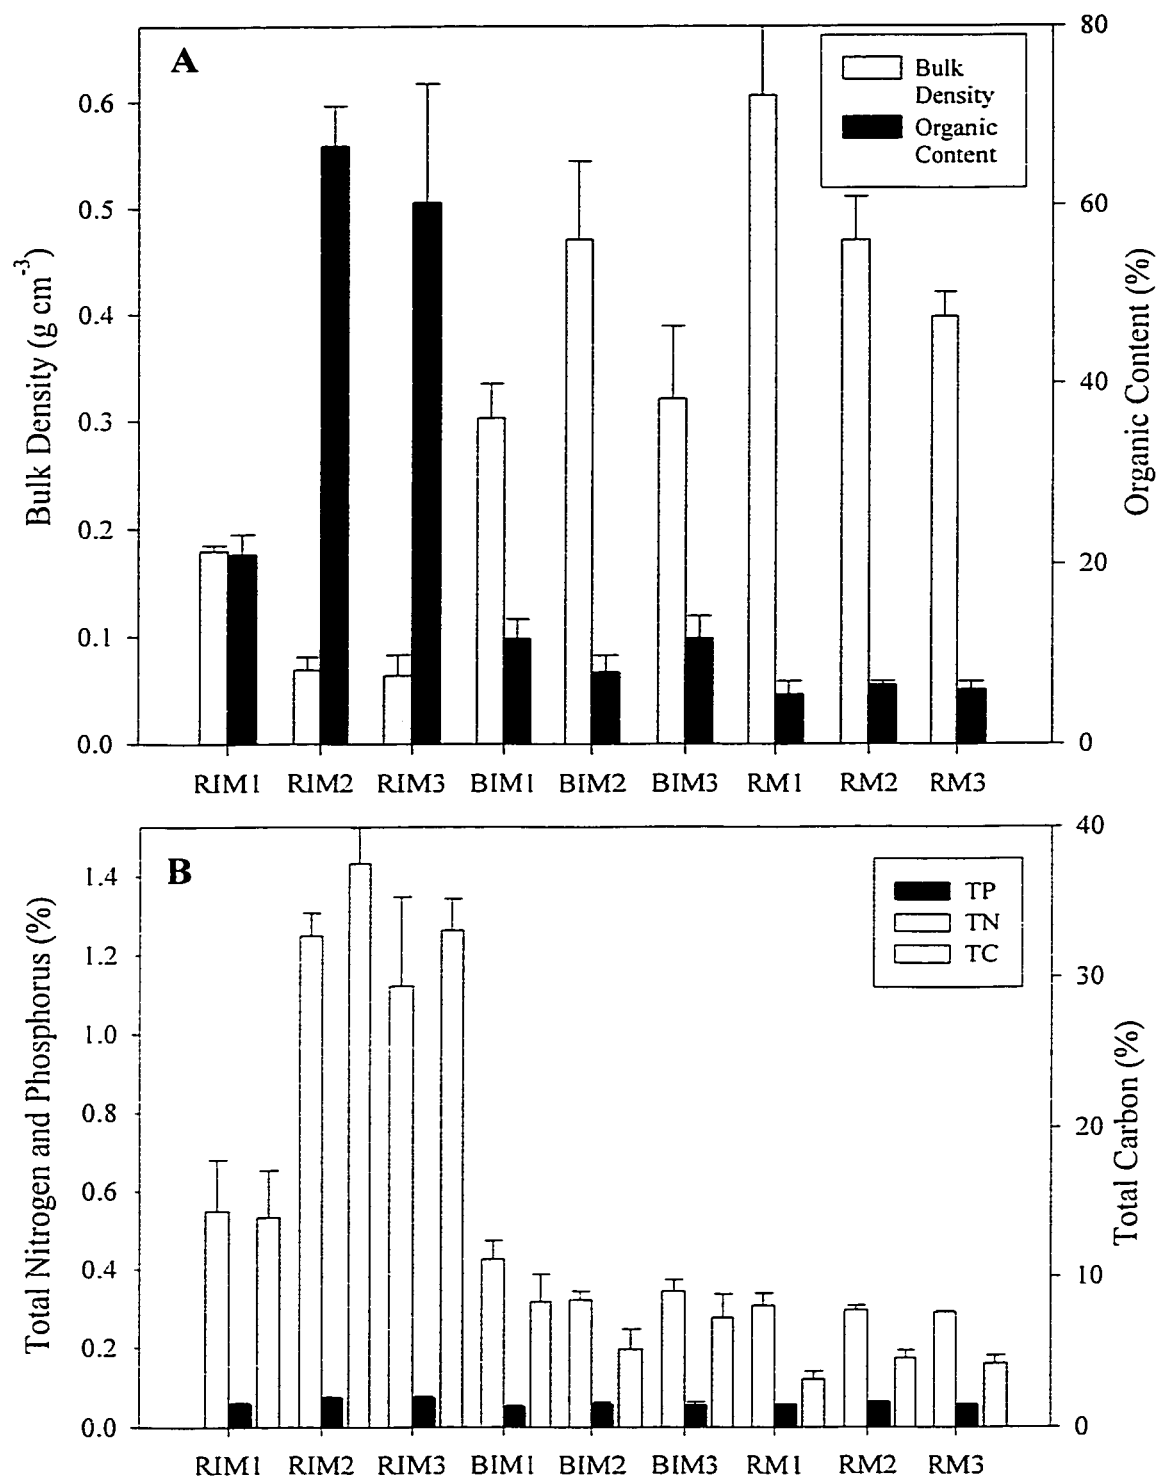 A
Bulk
Density
Organic
Content
0.6
0.5
0.4
0.3
0.2
0.1
0.0
Bulk Density (g cm-3)
80
60
40
20
0
Organic Content (%)
RIM1 RIM2 RIM3 BIM1 BIM2 BIM3 RM1 RM2 RM3
B
TP
TN
TC
1.4
1.2
1.0
0.8
0.6
0.4
0.2
0.0
Total Nitrogen and Phosphorus (%)
40
30
20
10
0
Total Carbon (%)
RIM1 RIM2 RIM3 BIM1 BIM2 BIM3 RM1 RM2 RM3